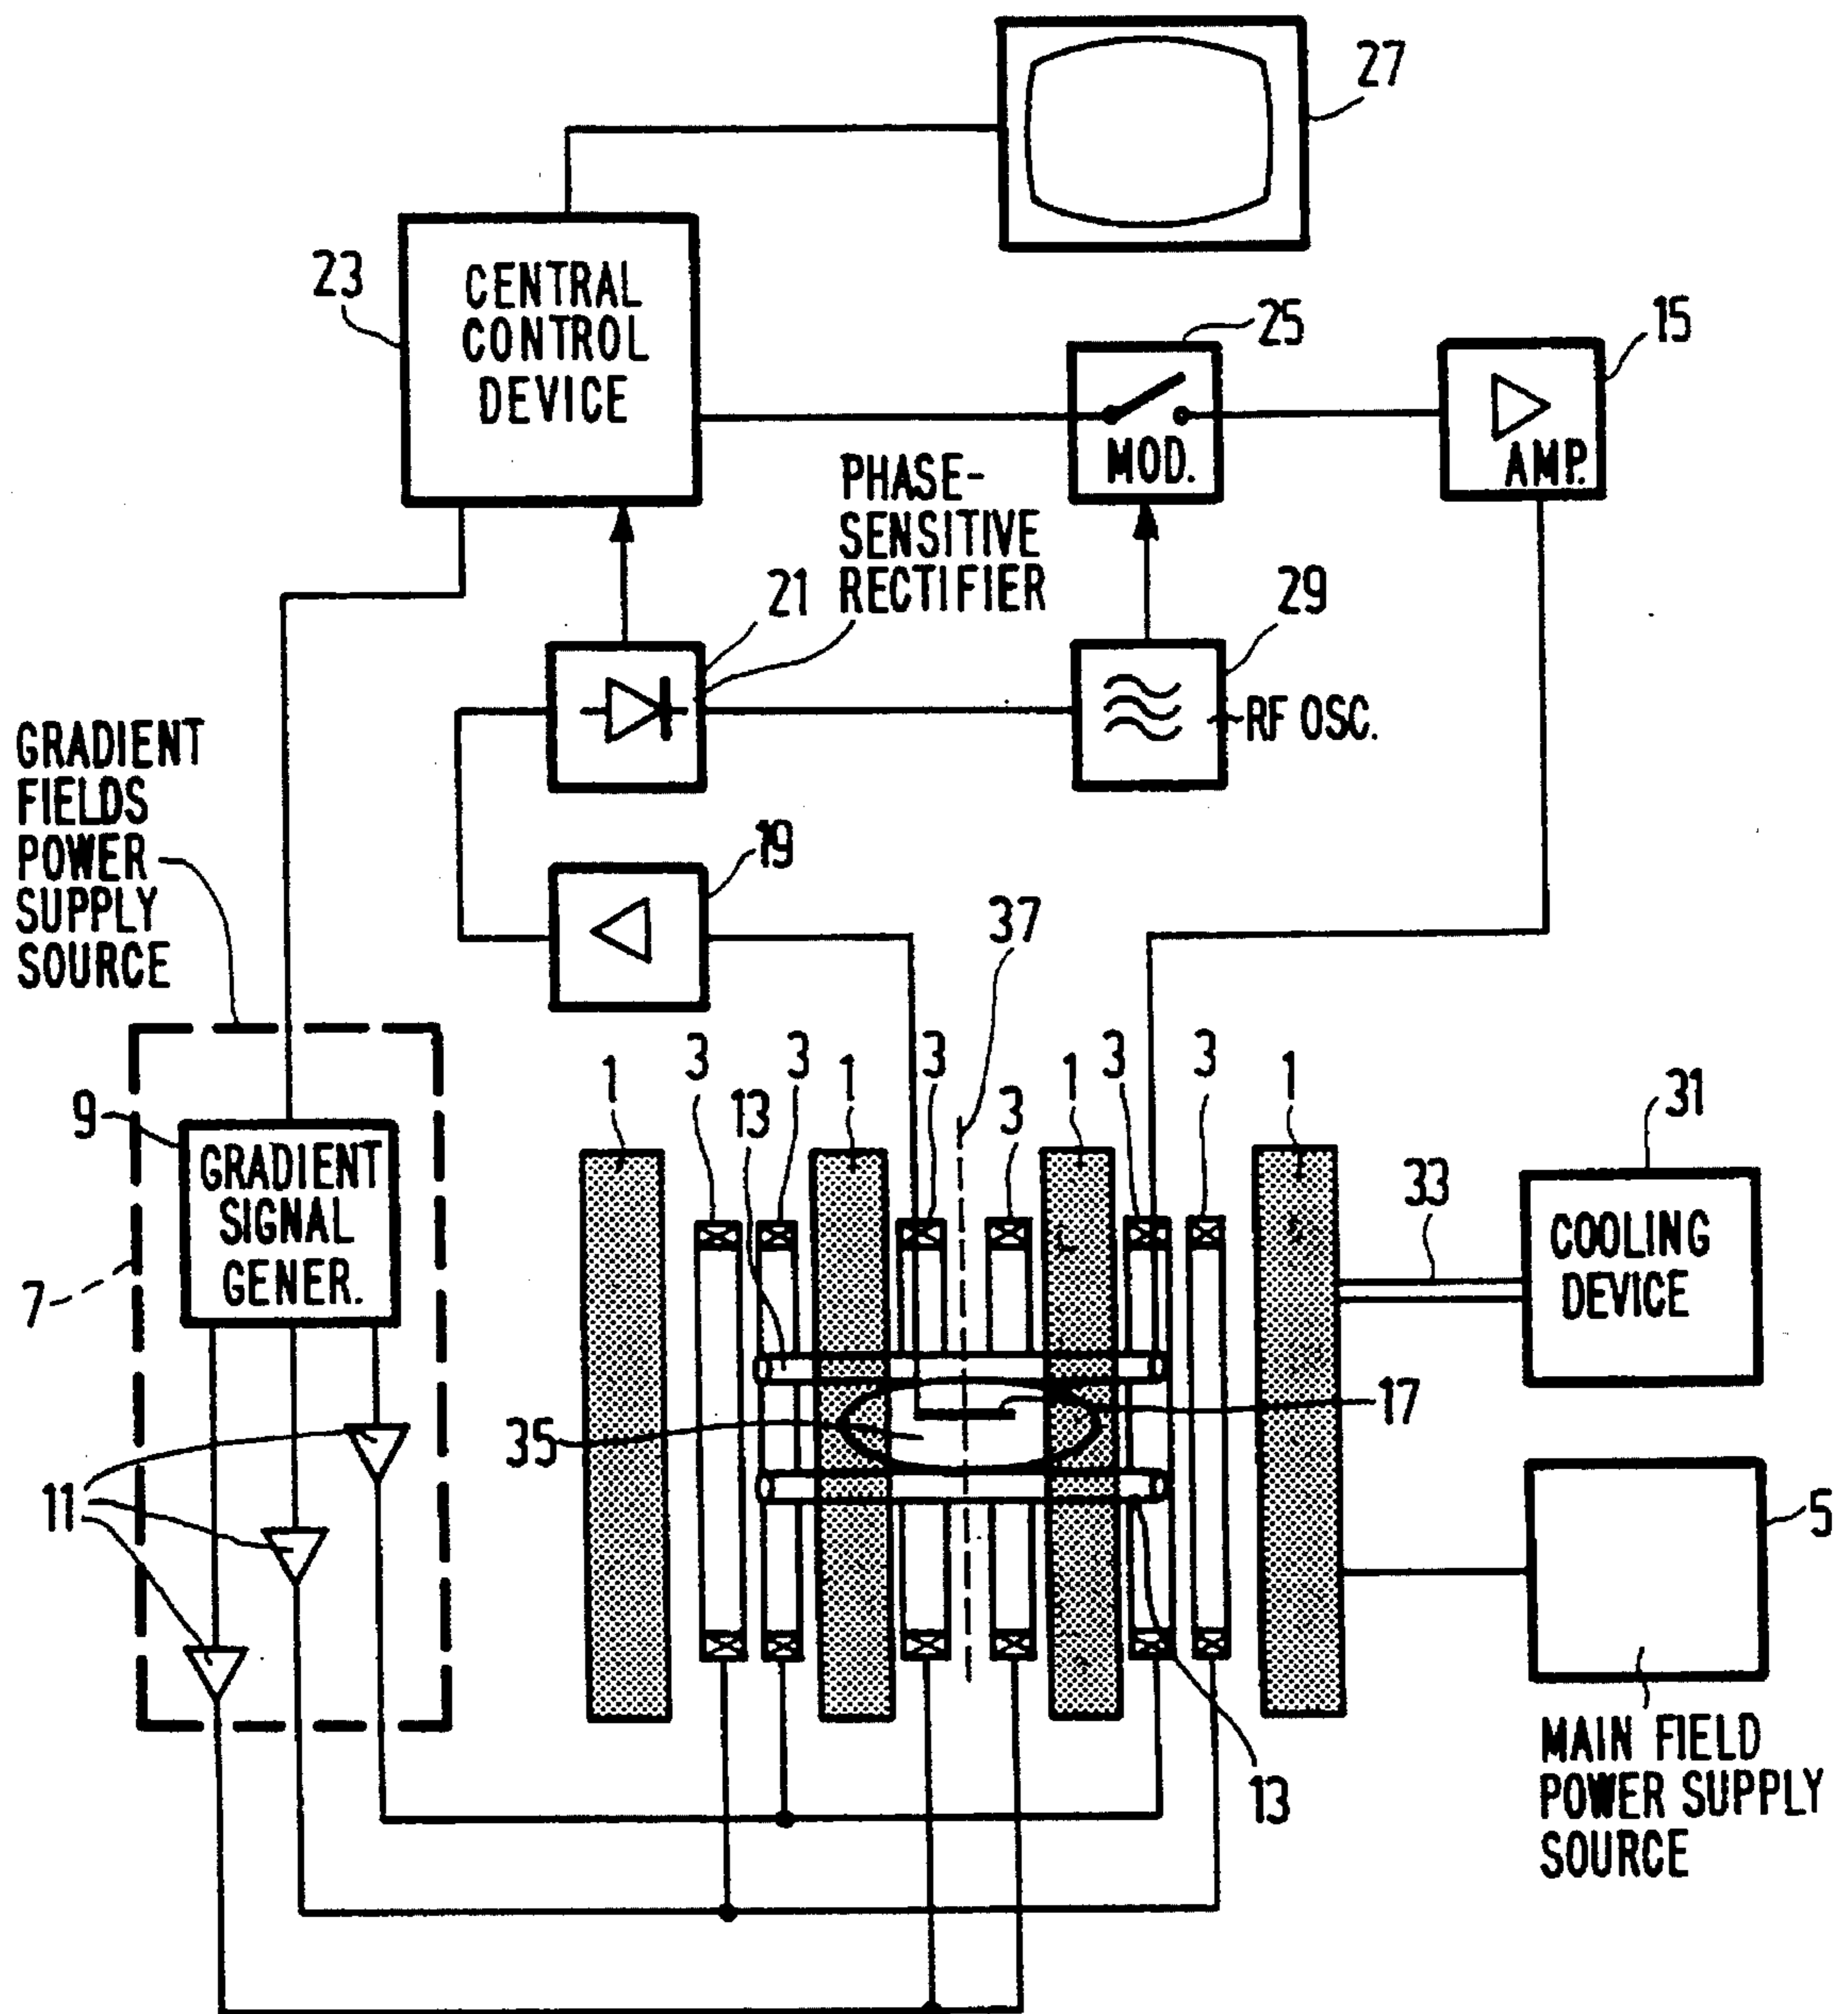 27
23
CENTRAL
CONTROL
DEVICE
25
MOD.
15
AMP.
PHASE-
SENSITIVE
RECTIFIER
21
29
RF OSC.
GRADIENT
FIELDS
POWER
SUPPLY
SOURCE
19
37
1
3
3
13
1
3
3
1
3
3
1
31
9
GRADIENT
SIGNAL
GENER.
33
COOLING
DEVICE
7
35
17
11
5
13
MAIN FIELD
POWER SUPPLY
SOURCE